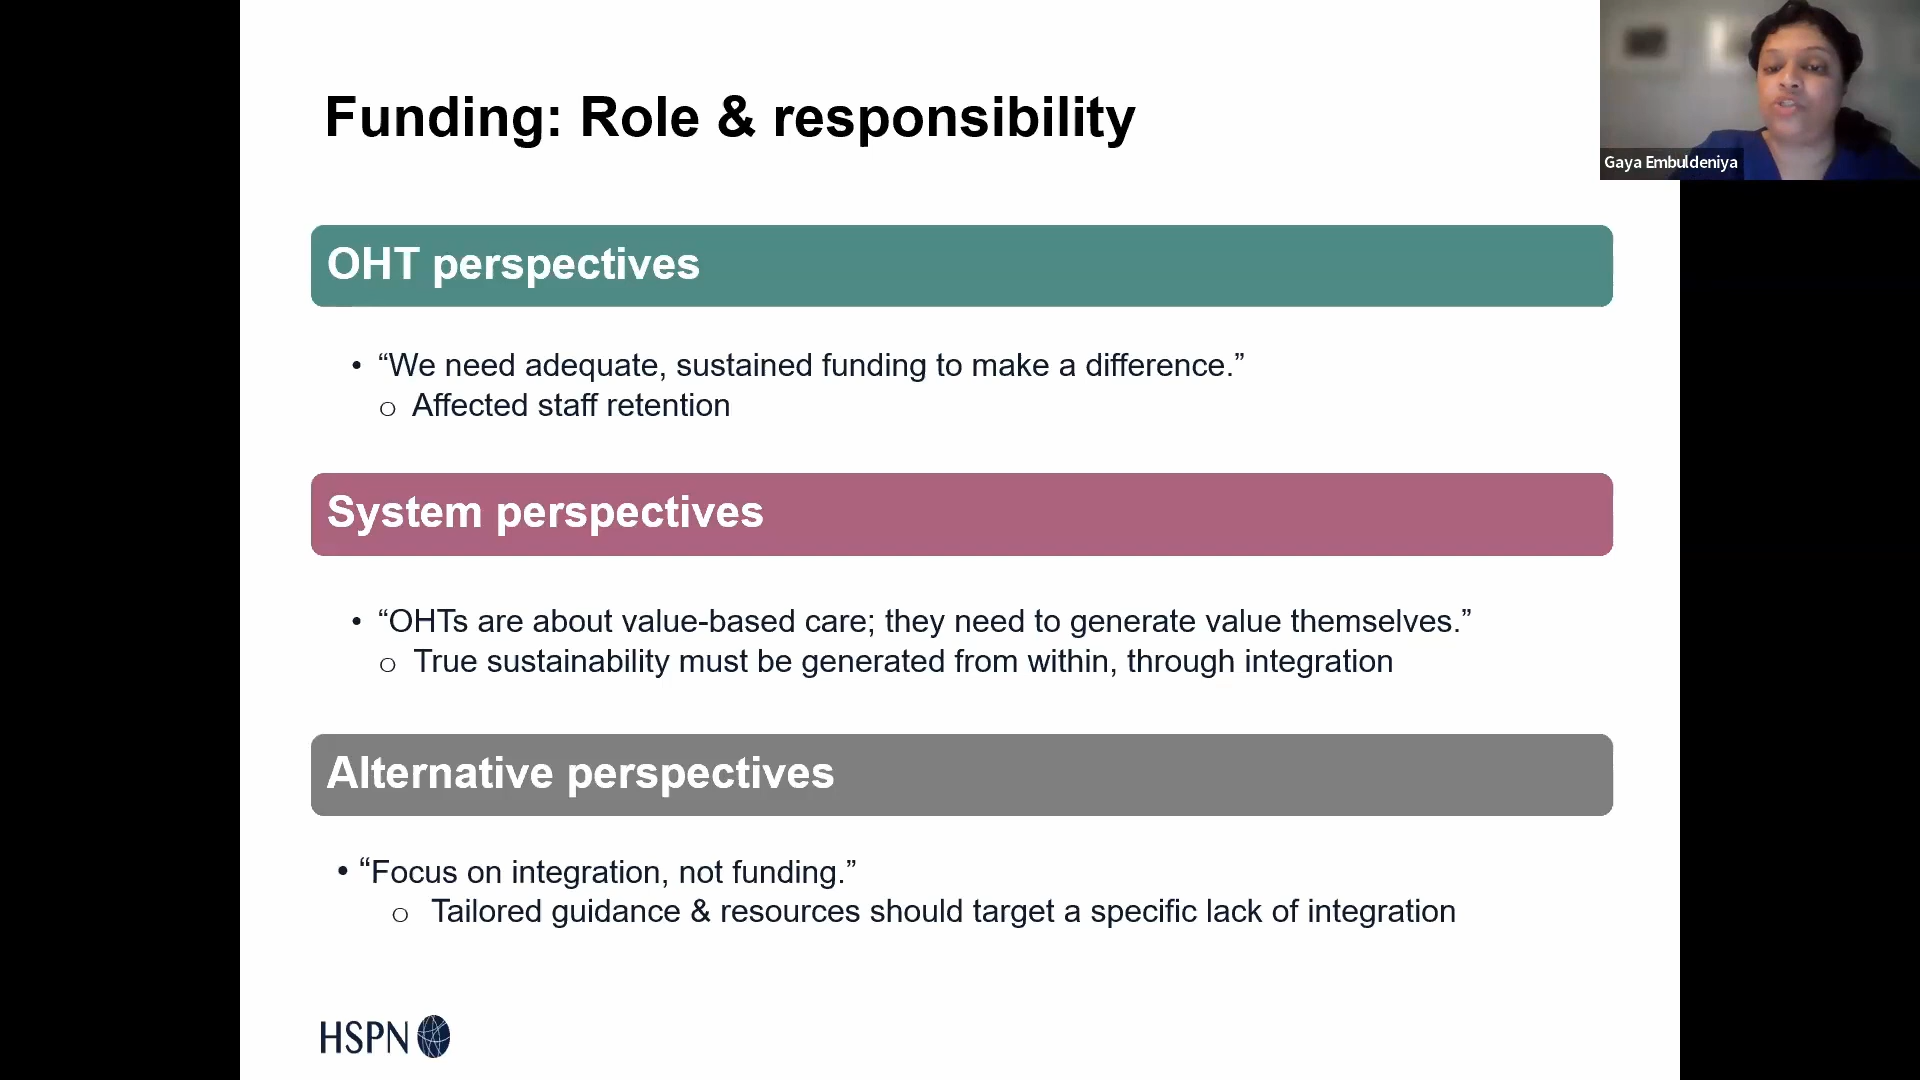 Funding: Role & responsibility
Gaya Embuldeniya
OHT perspectives
• “We need adequate, sustained funding to make a difference.”
o Affected staff retention
System perspectives
• “OHTs are about value-based care; they need to generate value themselves.”
o True sustainability must be generated from within, through integration
Alternative perspectives
• “Focus on integration, not funding.”
o Tailored guidance & resources should target a specific lack of integration
HSPN